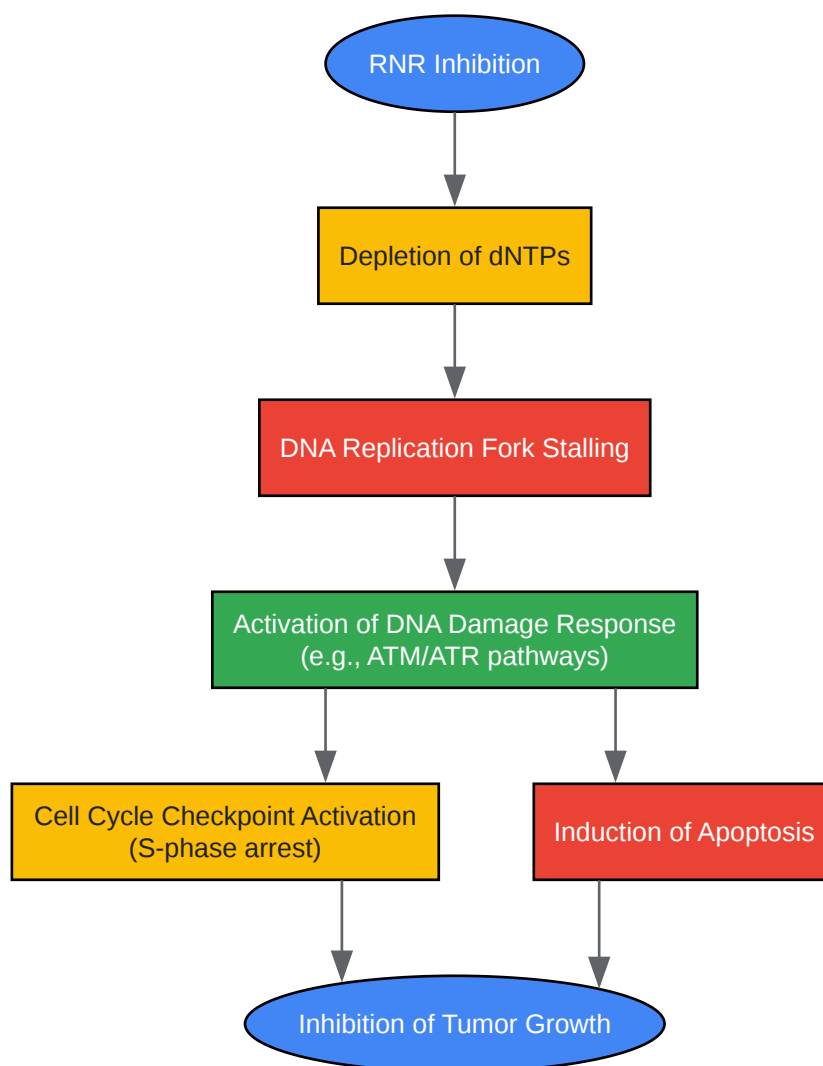 RNR Inhibition
Depletion of dNTPs
DNA Replication Fork Stalling
Activation of DNA Damage Response
(e.g., ATM/ATR pathways)
Cell Cycle Checkpoint Activation
(S-phase arrest)
Induction of Apoptosis
Inhibition of Tumor Growth